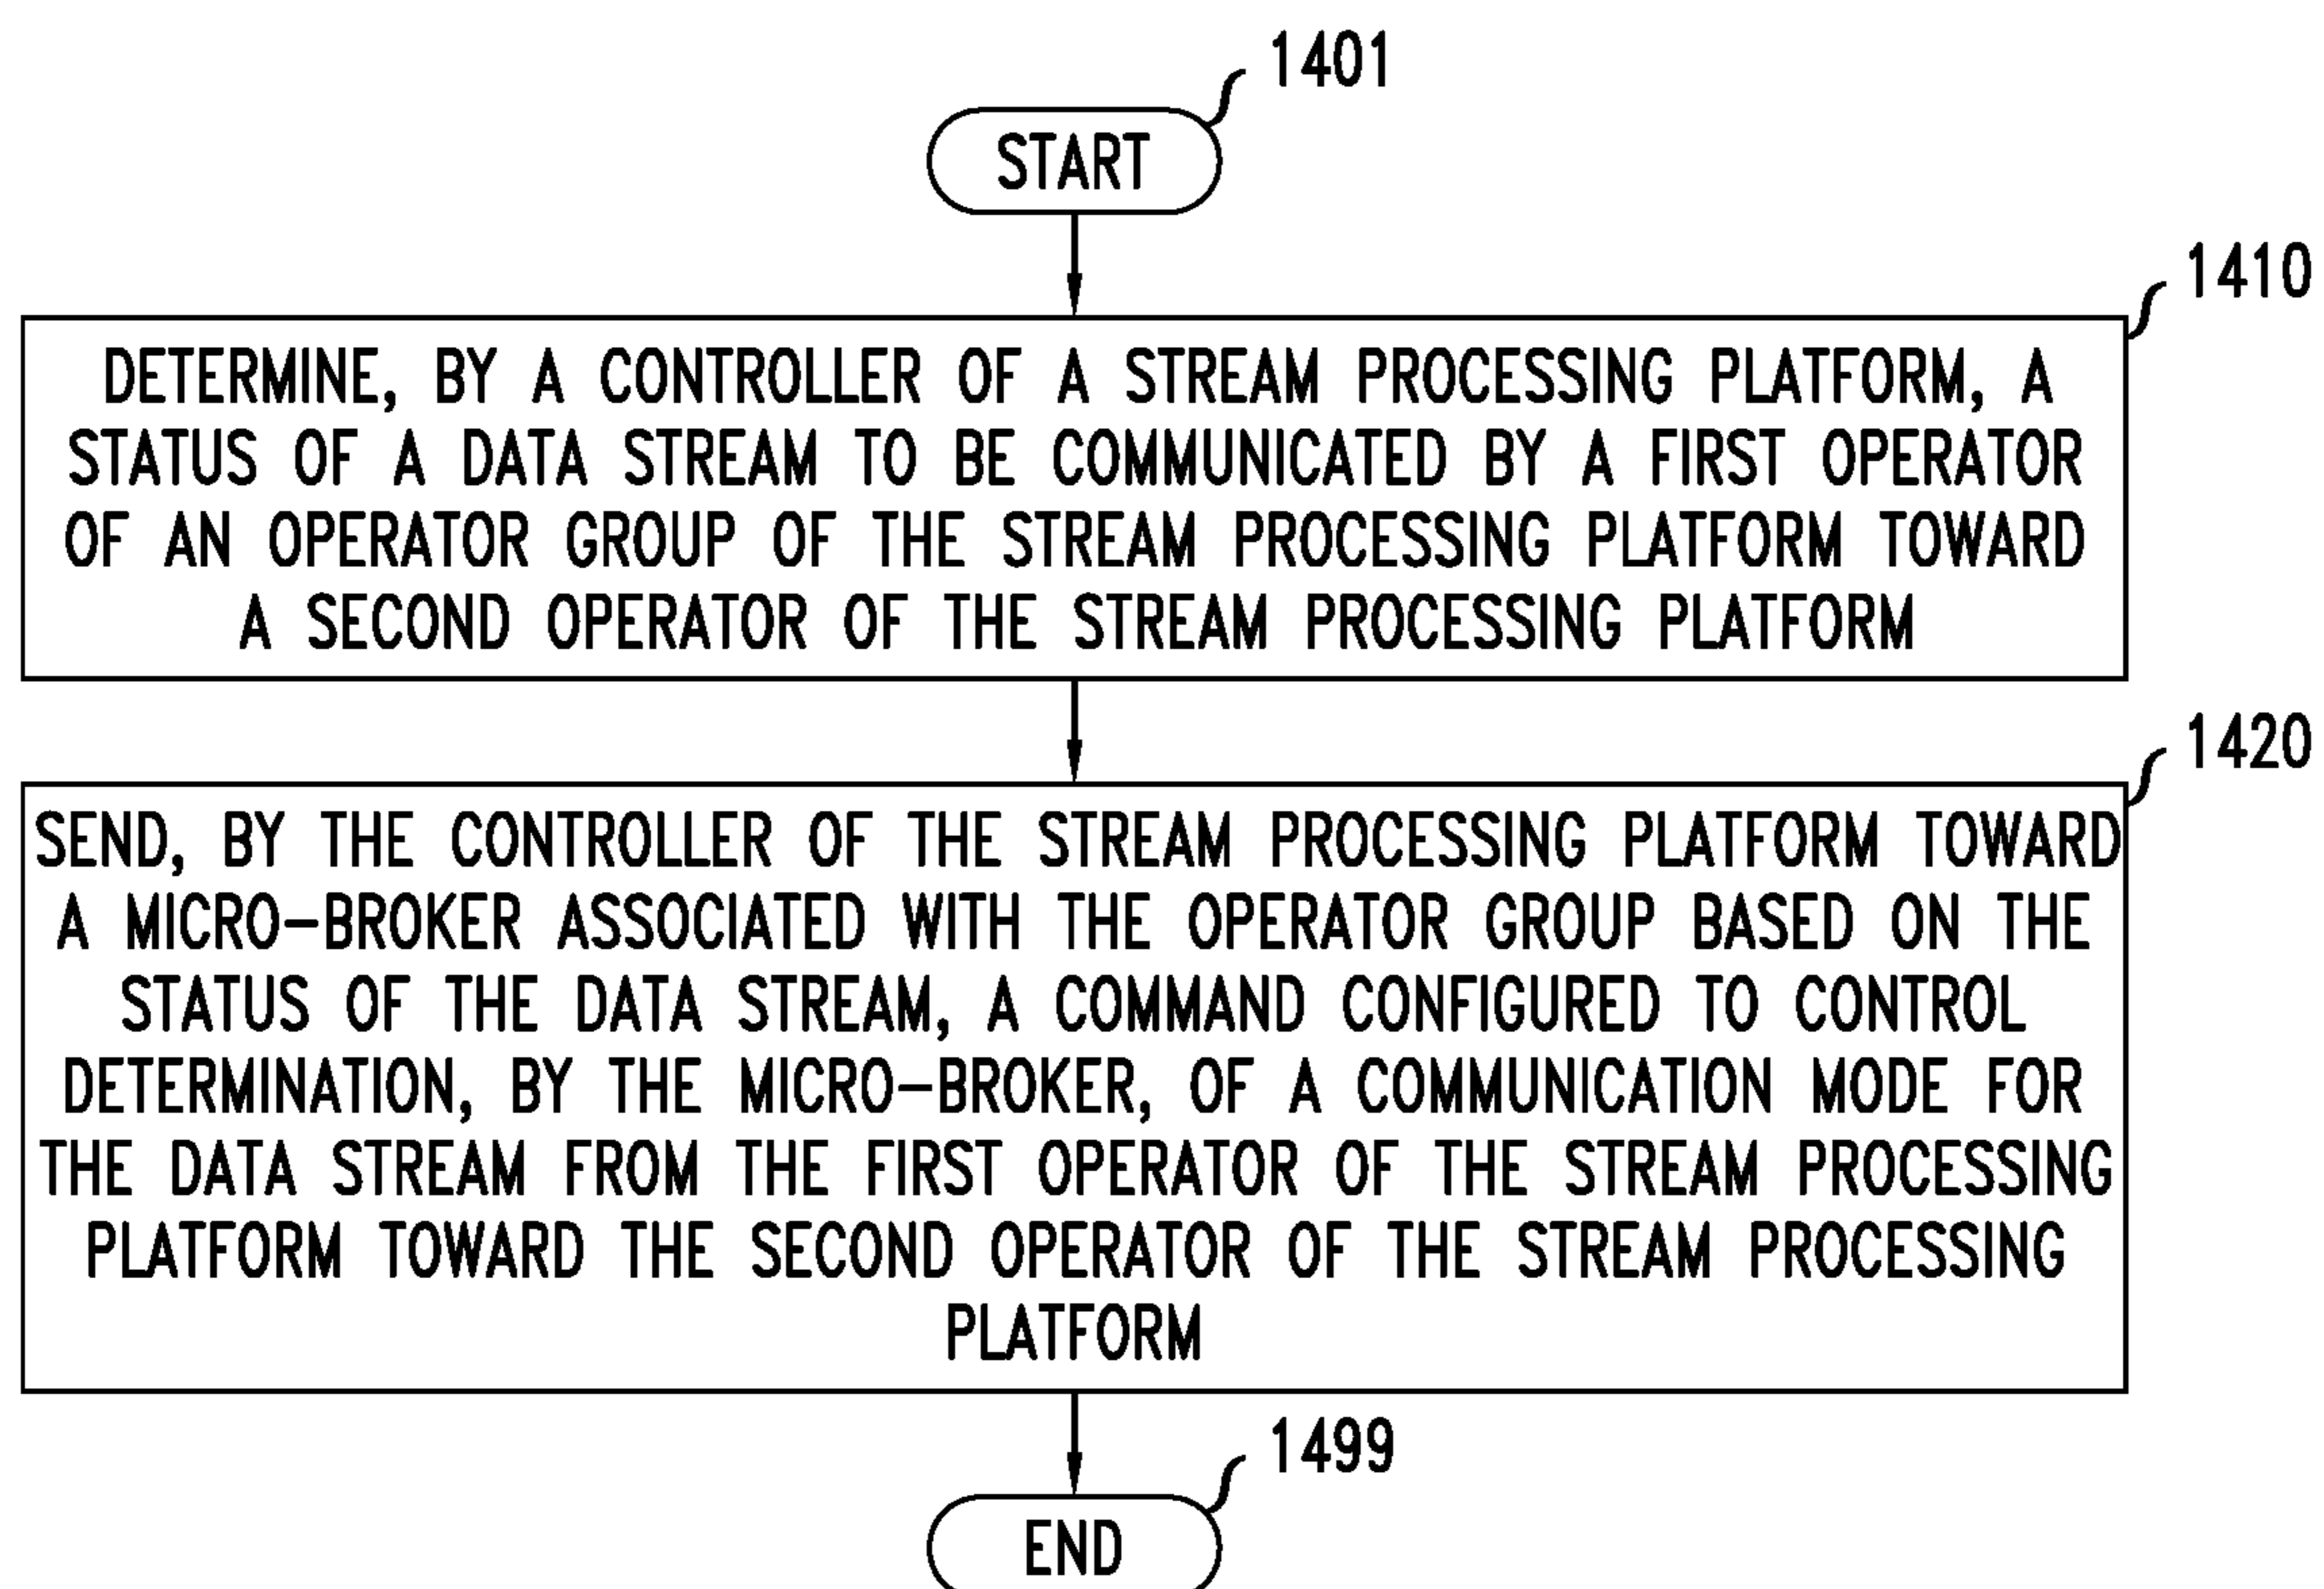 1401
START
1410
DETERMINE, BY A CONTROLLER OF A STREAM PROCESSING PLATFORM, A
STATUS OF A DATA STREAM TO BE COMMUNICATED BY A FIRST OPERATOR
OF AN OPERATOR GROUP OF THE STREAM PROCESSING PLATFORM TOWARD
A SECOND OPERATOR OF THE STREAM PROCESSING PLATFORM
1420
SEND, BY THE CONTROLLER OF THE STREAM PROCESSING PLATFORM TOWARD
A MICRO-BROKER ASSOCIATED WITH THE OPERATOR GROUP BASED ON THE
STATUS OF THE DATA STREAM, A COMMAND CONFIGURED TO CONTROL
DETERMINATION, BY THE MICRO-BROKER, OF A COMMUNICATION MODE FOR
THE DATA STREAM FROM THE FIRST OPERATOR OF THE STREAM PROCESSING
PLATFORM TOWARD THE SECOND OPERATOR OF THE STREAM PROCESSING
PLATFORM
1499
END